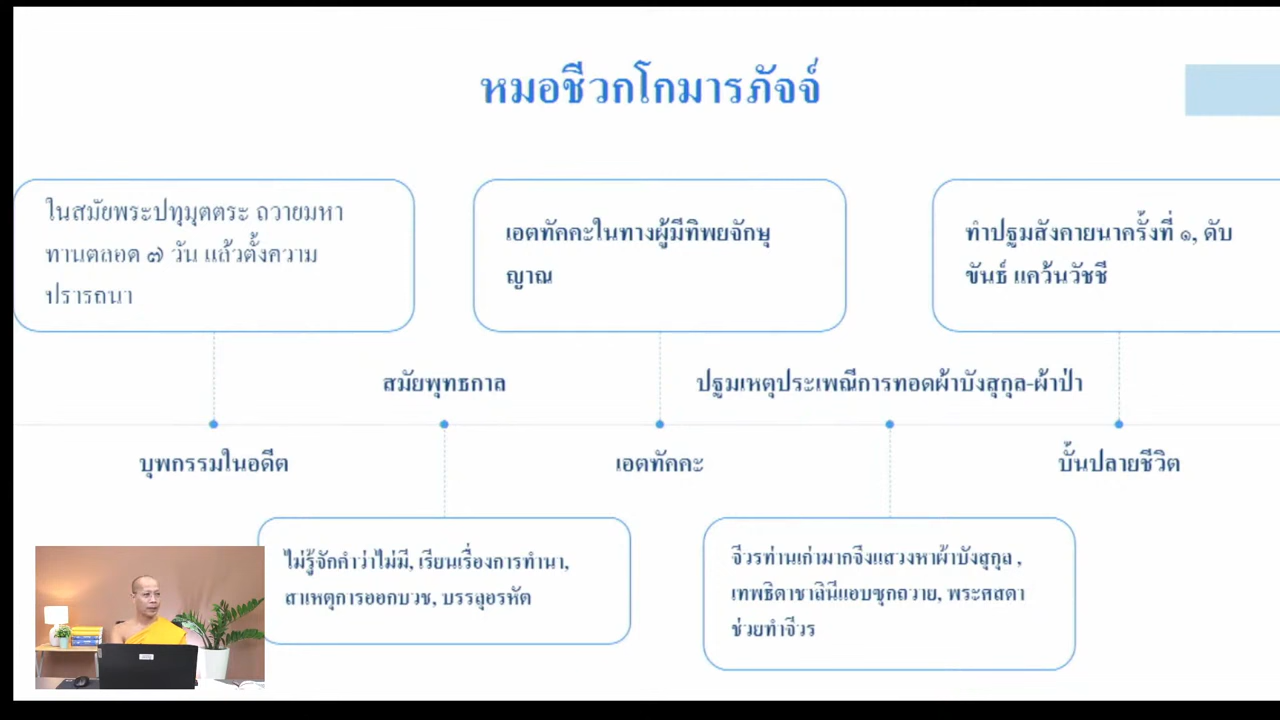 หมอชีวกโกมารภัจจ์
ในสมัยพระปทุมุตตระ ถวายมหา
ทานตลอด ๗ วัน แล้วตั้งความ
ปรารถนา
เอตทัคคะในทางผู้มีทิพยจักษุ
ญาณ
ทำปฐมสังคายนาครั้งที่ ๑, ดับ
ขันธ์ แคว้นวัชชี
สมัยพุทธกาล
ปฐมเหตุประเพณีการทอดผ้าบังสุกุล-ผ้าป่า
บุพกรรมในอดีต
เอตทัคคะ
บั้นปลายชีวิต
ไม่รู้จักคำว่าไม่มี, เรียนเรื่องการทำนา,
สาเหตุการออกบวช, บรรลุอรหัต
จีวรท่านเก่ามากจึงแสวงหาผ้าบังสุกุล ,
เทพธิดาชาลินีแอบซุกถวาย, พระศสดา
ช่วยทำจีวร